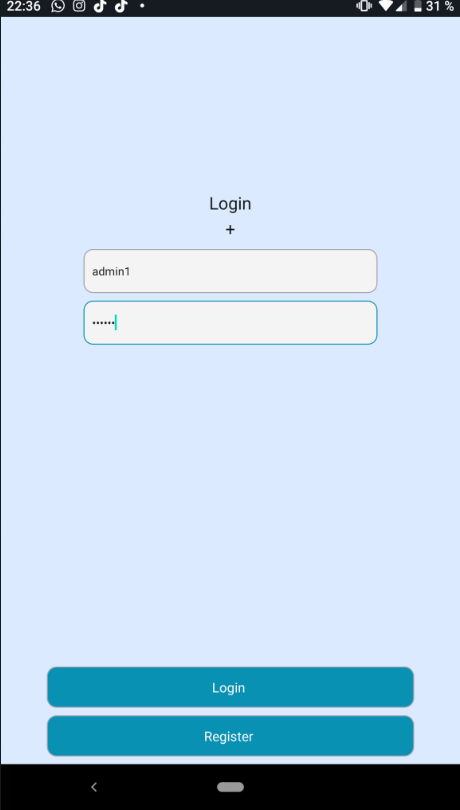 22:36 31 %
Login
+
admin1
••••••
Login
Register